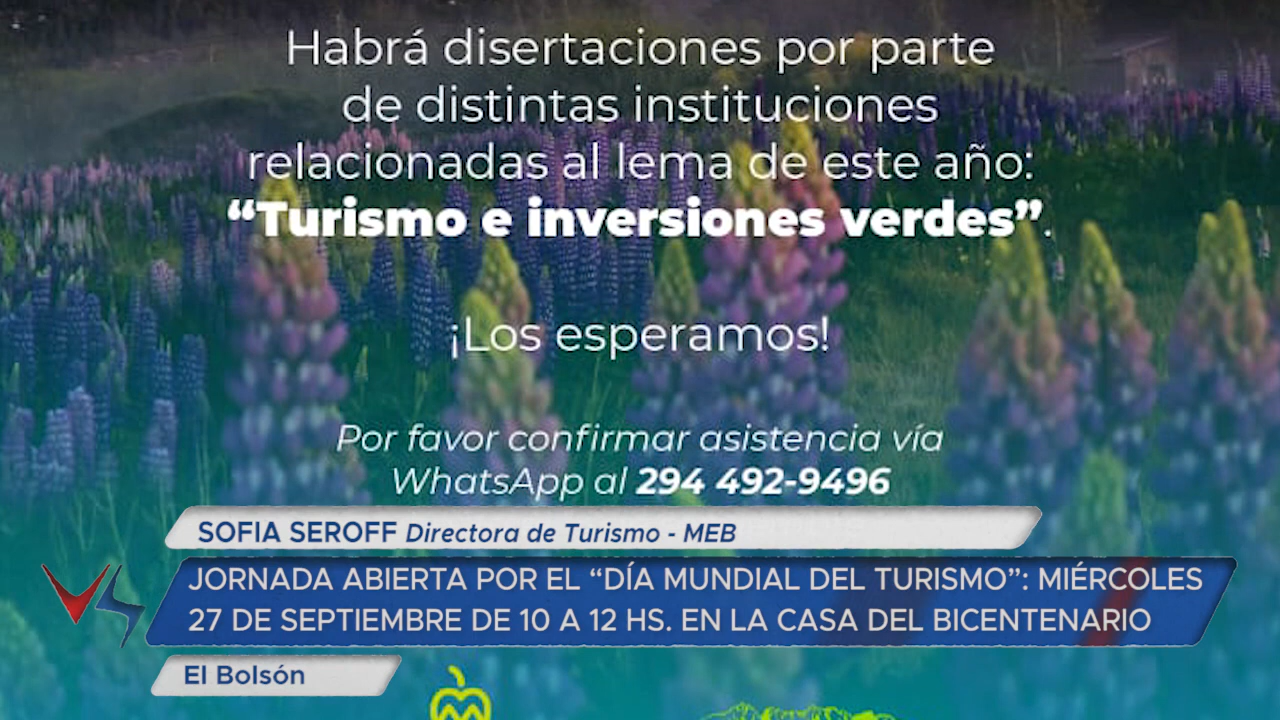 Habrá disertaciones por parte
de distintas instituciones
relacionadas al lema de este año:
“Turismo e inversiones verdes”.
¡Los esperamos!
Por favor confirmar asistencia vía
WhatsApp al 294 492-9496
SOFIA SEROFF Directora de Turismo - MEB
JORNADA ABIERTA POR EL “DÍA MUNDIAL DEL TURISMO”: MIÉRCOLES
27 DE SEPTIEMBRE DE 10 A 12 HS. EN LA CASA DEL BICENTENARIO
VS
El Bolsón